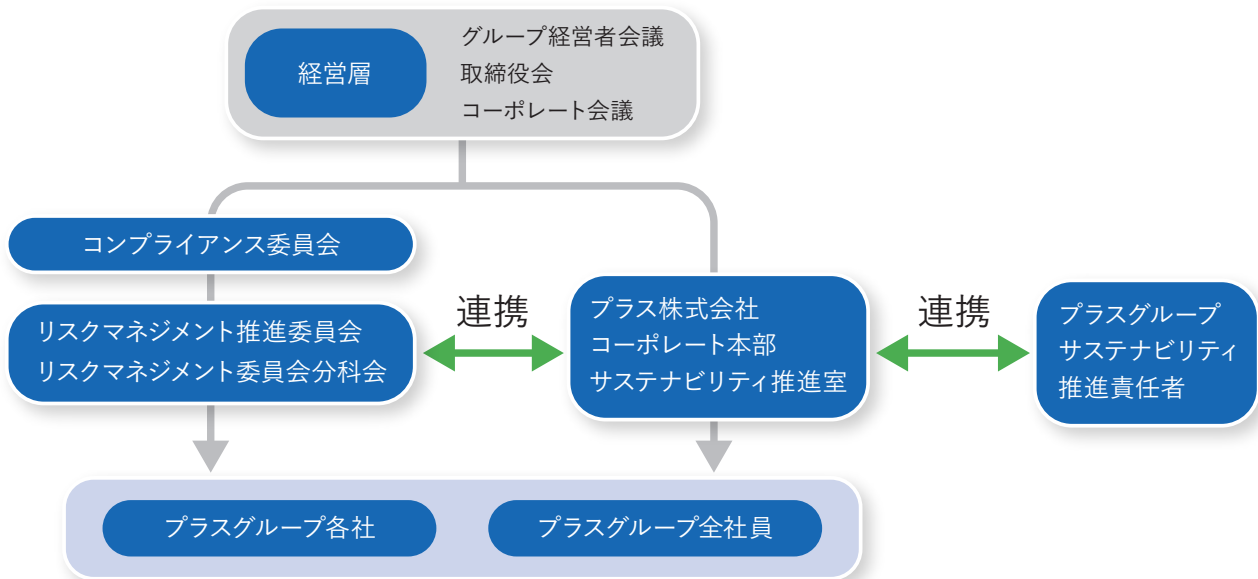 経営層
グループ経営者会議
取締役会
コーポレート会議
コンプライアンス委員会
リスクマネジメント推進委員会
リスクマネジメント委員会分科会
連携
プラス株式会社
コーポレート本部
サステナビリティ推進室
連携
プラスグループ
サステナビリティ
推進責任者
プラスグループ各社
プラスグループ全社員